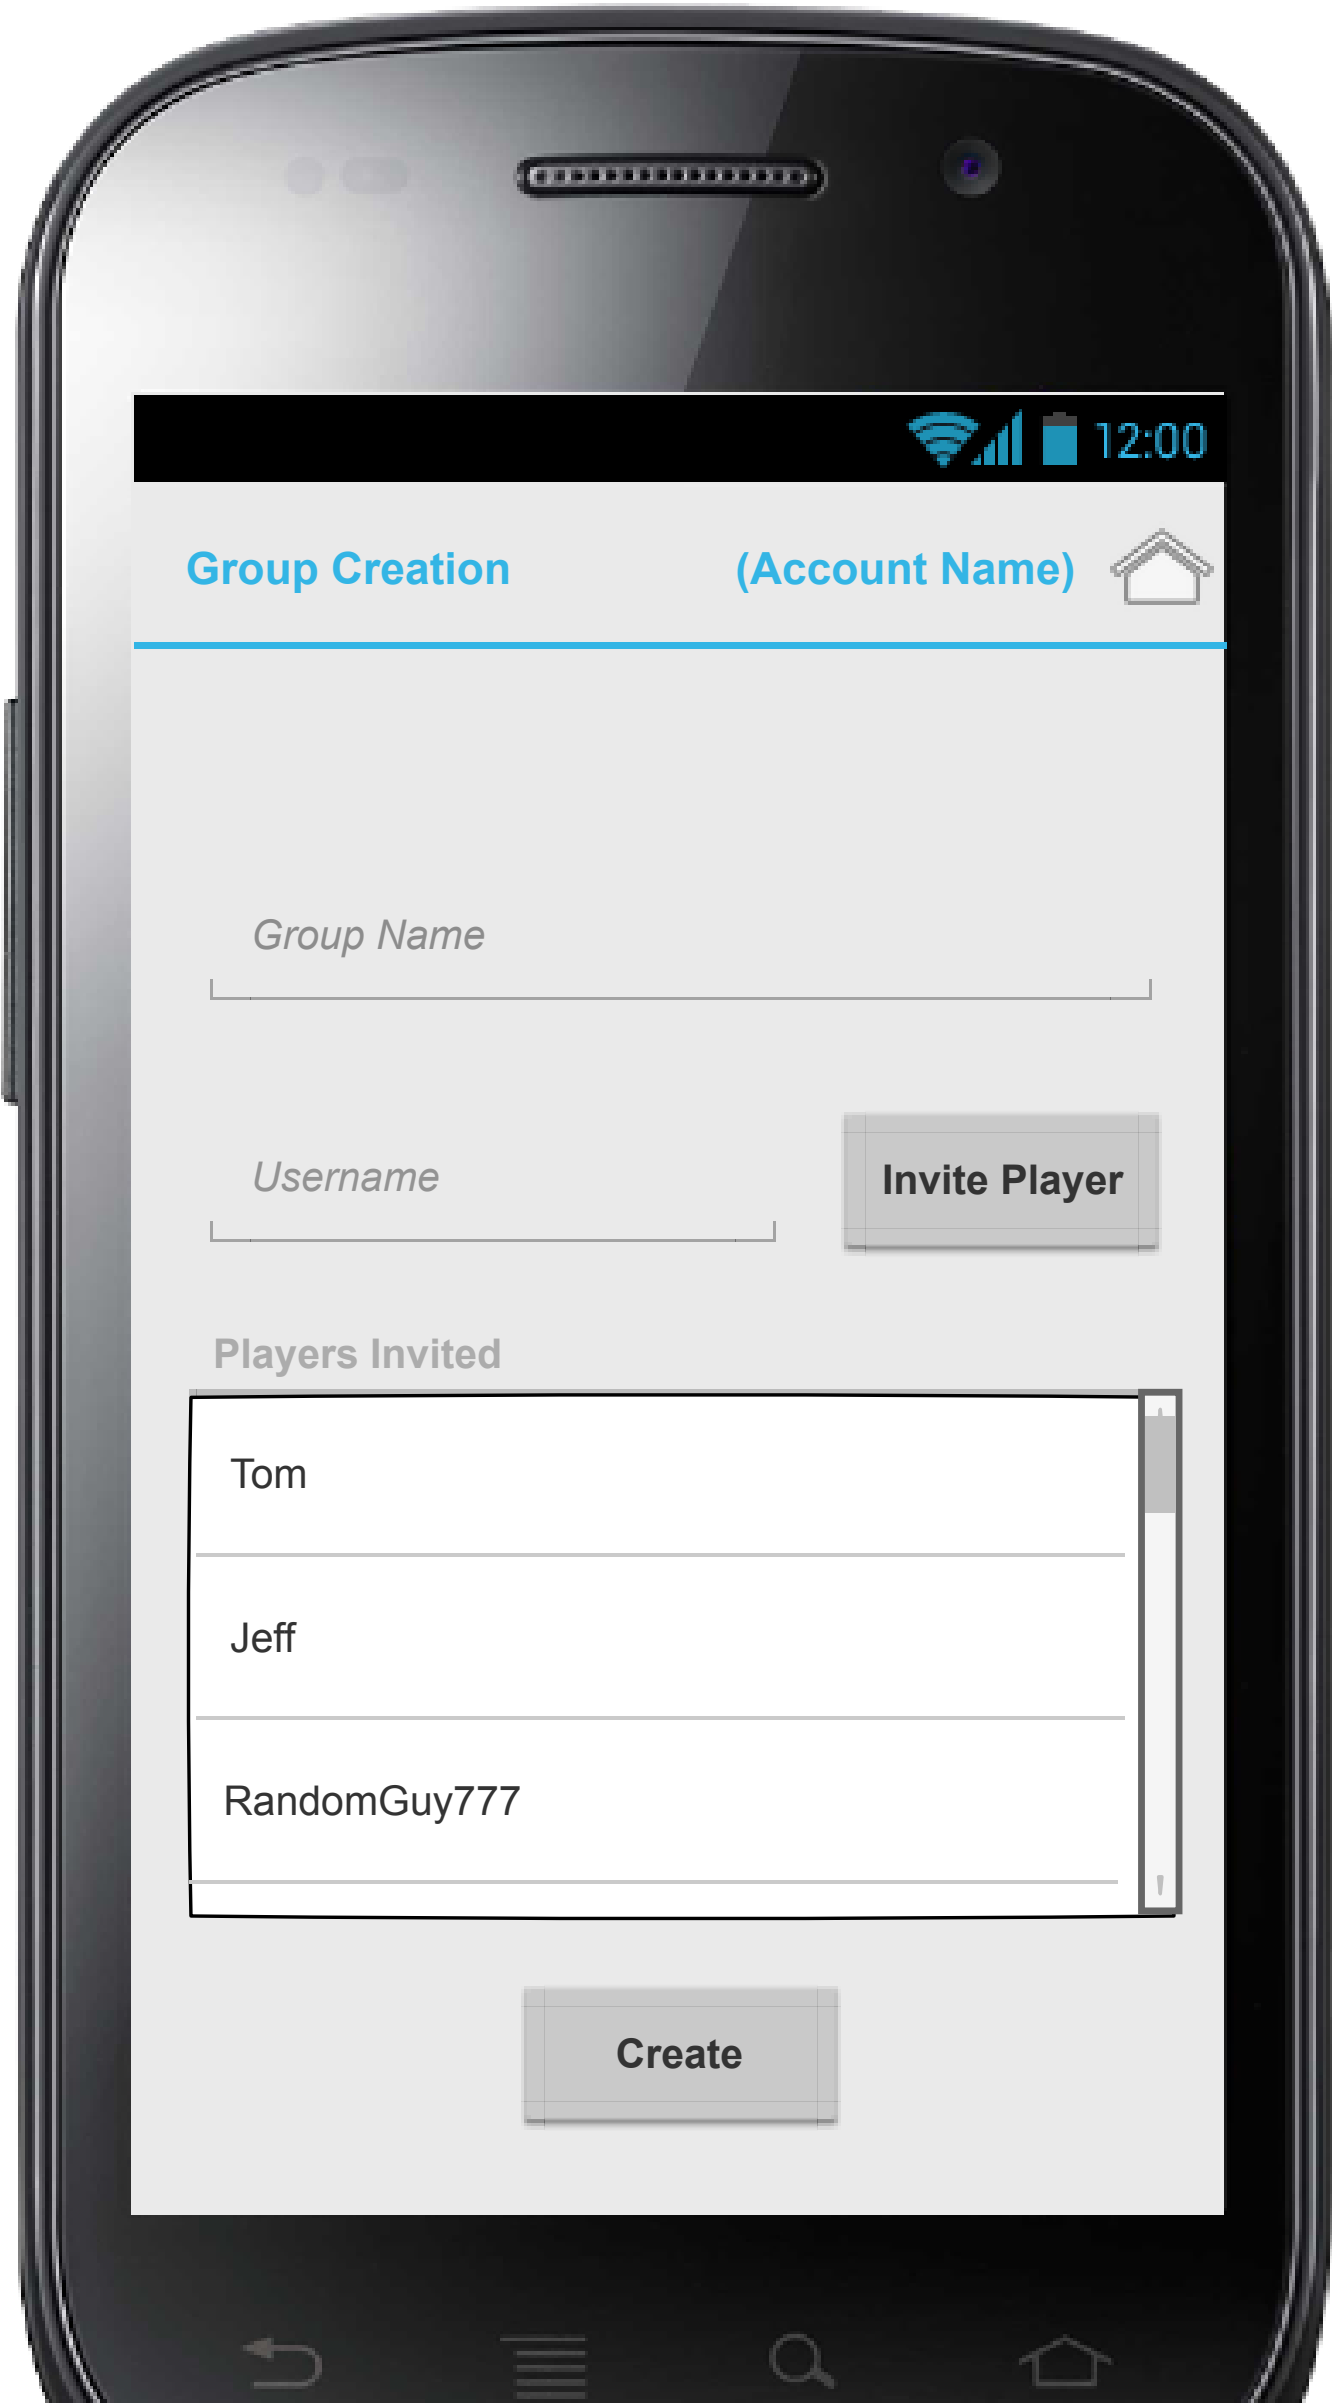 12:00
Group Creation (Account Name)
Group Name
Username
Invite Player
Players Invited
Tom
Jeff
RandomGuy777
Create